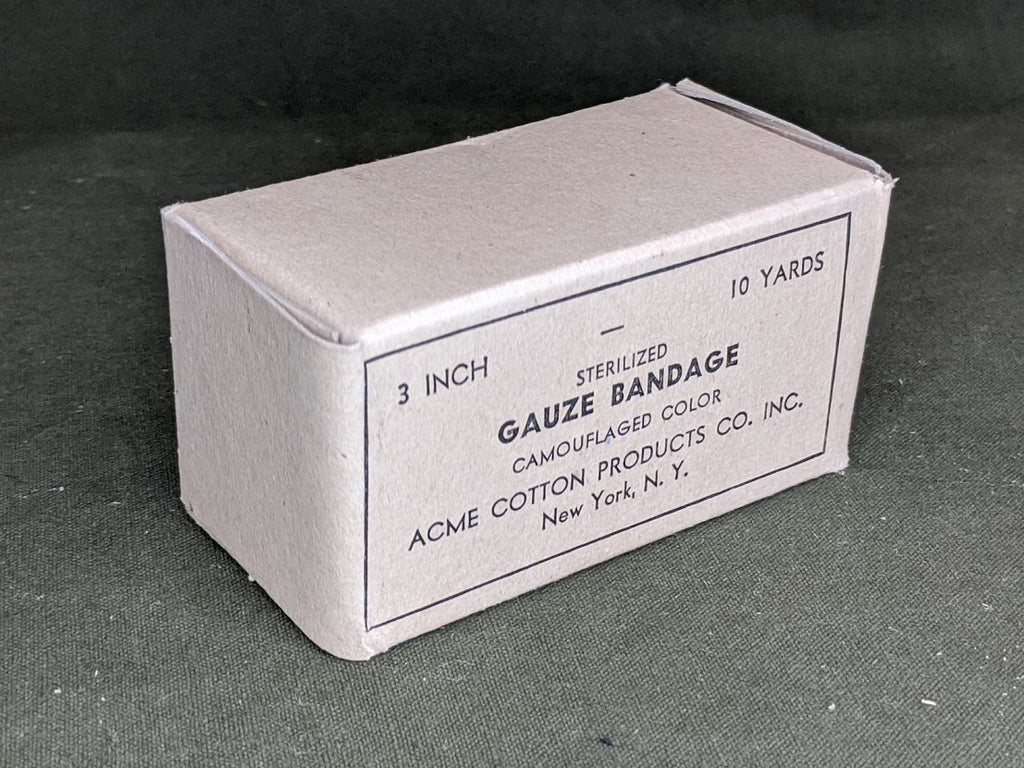 3 INCH
10 YARDS
—
STERILIZED
GAUZE BANDAGE
CAMOUFLAGED COLOR
ACME COTTON PRODUCTS CO. INC.
New York, N. Y.